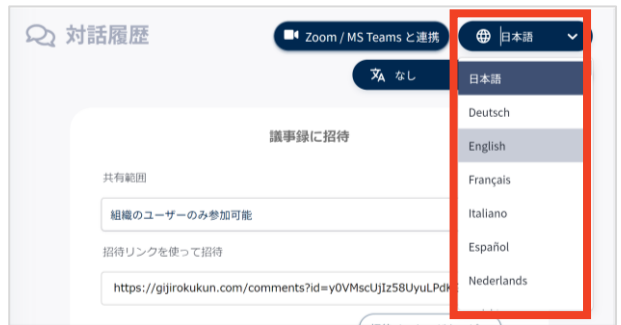 対話履歴
Zoom / MS Teams と連携
日本語
なし
日本語
Deutsch
English
Français
Italiano
Español
Nederlands
議事録に招待
共有範囲
組織のユーザーのみ参加可能
招待リンクを使って招待
https://gijirokukun.com/comments?id=y0VMscUjIz58UyuLPdK